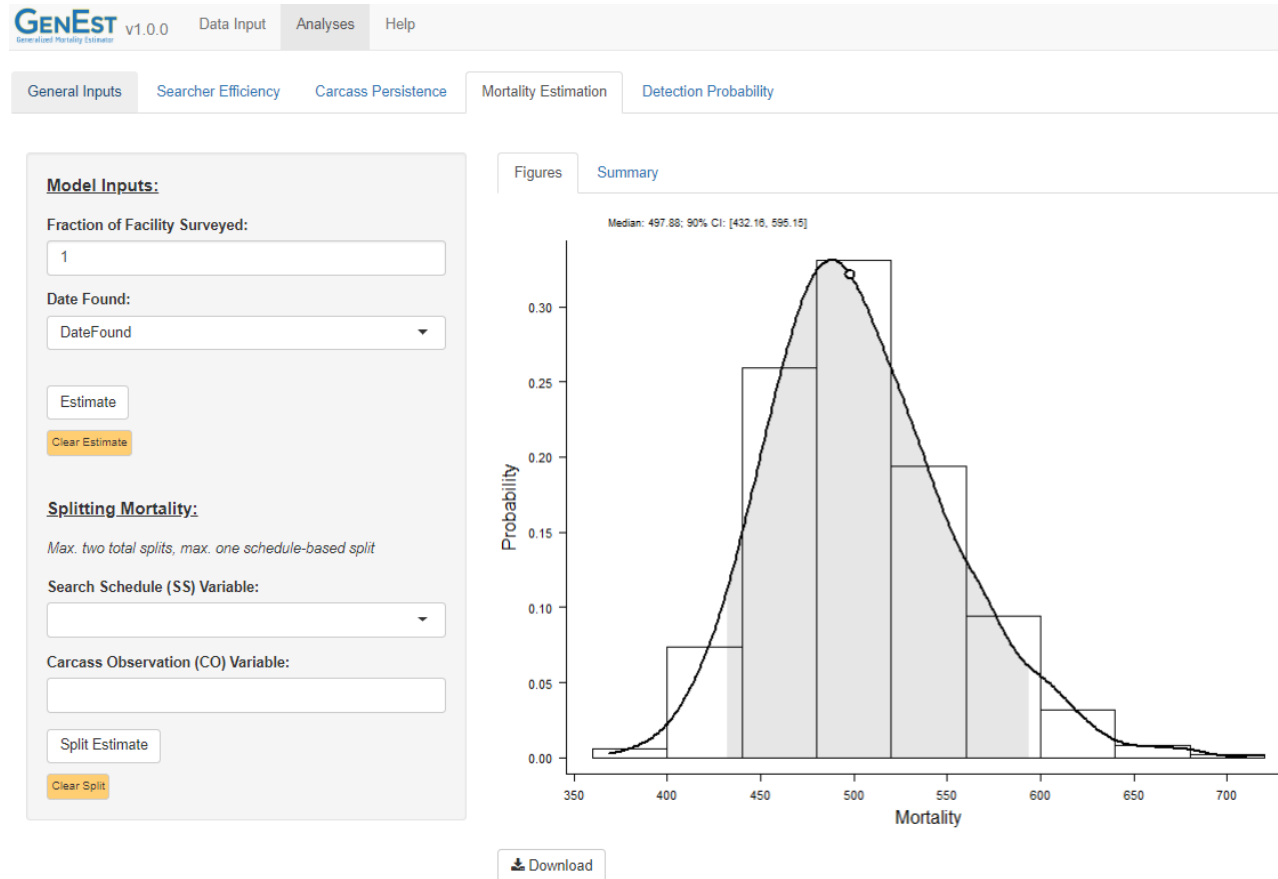 GENEST v1.0.0 Data Input Analyses Help
Generalized Mortality Estimator
General Inputs Searcher Efficiency Carcass Persistence Mortality Estimation Detection Probability
Model Inputs:
Fraction of Facility Surveyed:
1
Date Found:
DateFound
Estimate
Clear Estimate
Splitting Mortality:
Max. two total splits, max. one schedule-based split
Search Schedule (SS) Variable:
Carcass Observation (CO) Variable:
Split Estimate
Clear Split
Figures Summary
Median: 497.88; 90% CI: [432.16, 595.15]
Probability
0.30
0.25
0.20
0.15
0.10
0.05
0.00
350 400 450 500 550 600 650 700
Mortality
Download